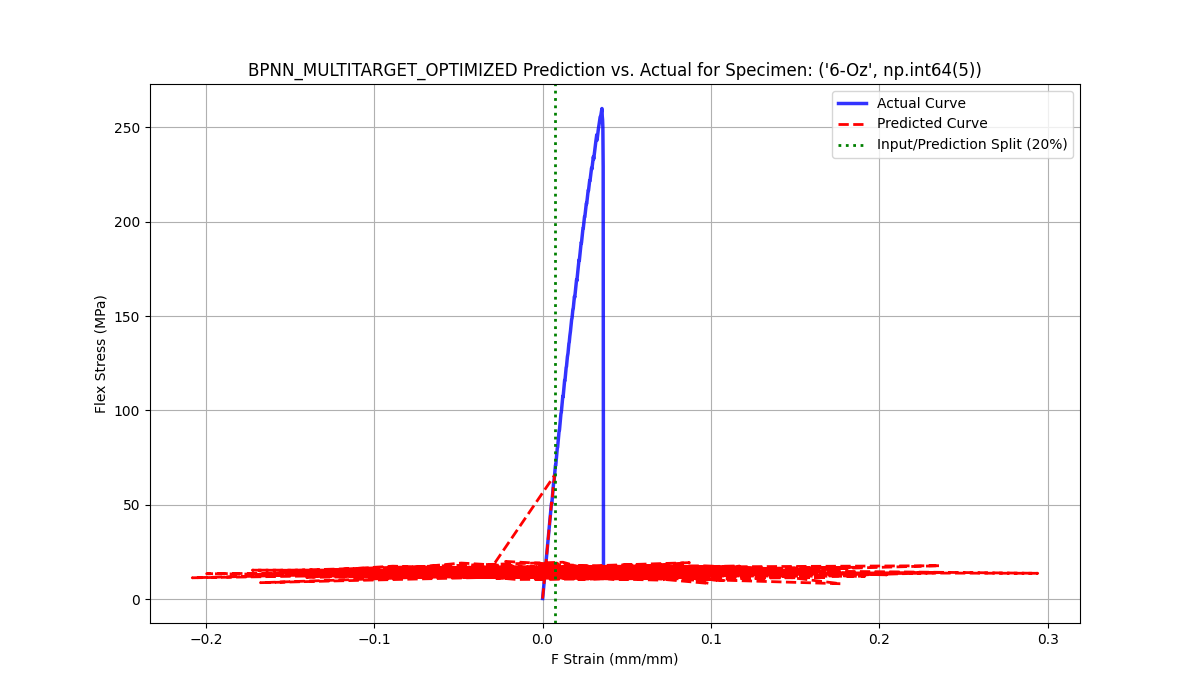 BPNN_MULTITARGET_OPTIMIZED Prediction vs. Actual for Specimen: ('6-Oz', np.int64(5))
Actual Curve
Predicted Curve
Input/Prediction Split (20%)
Flex Stress (MPa)
250
200
150
100
50
0
−0.2
−0.1
0.0
0.1
0.2
0.3
F Strain (mm/mm)